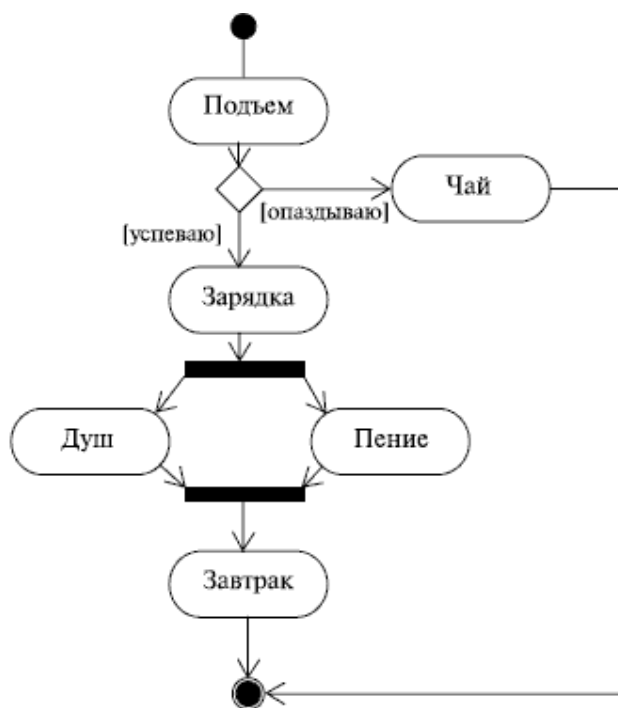 Подъем
Чай
[опаздываю]
[успеваю]
Зарядка
Душ
Пение
Завтрак